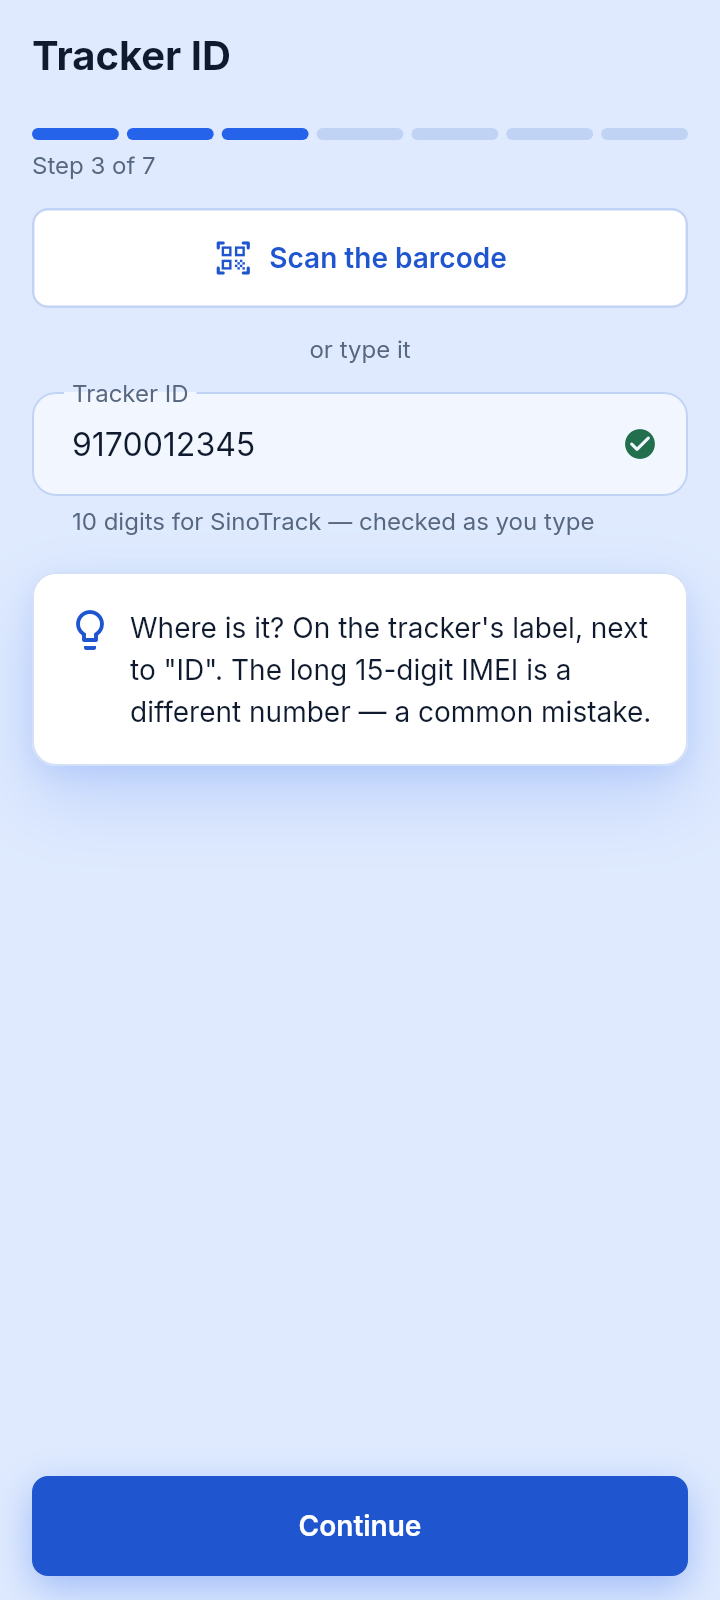 Tracker ID
Step 3 of 7
Scan the barcode
or type it
Tracker ID
9170012345
10 digits for SinoTrack — checked as you type
Where is it? On the tracker's label, next
to "ID". The long 15-digit IMEI is a
different number — a common mistake.
Continue